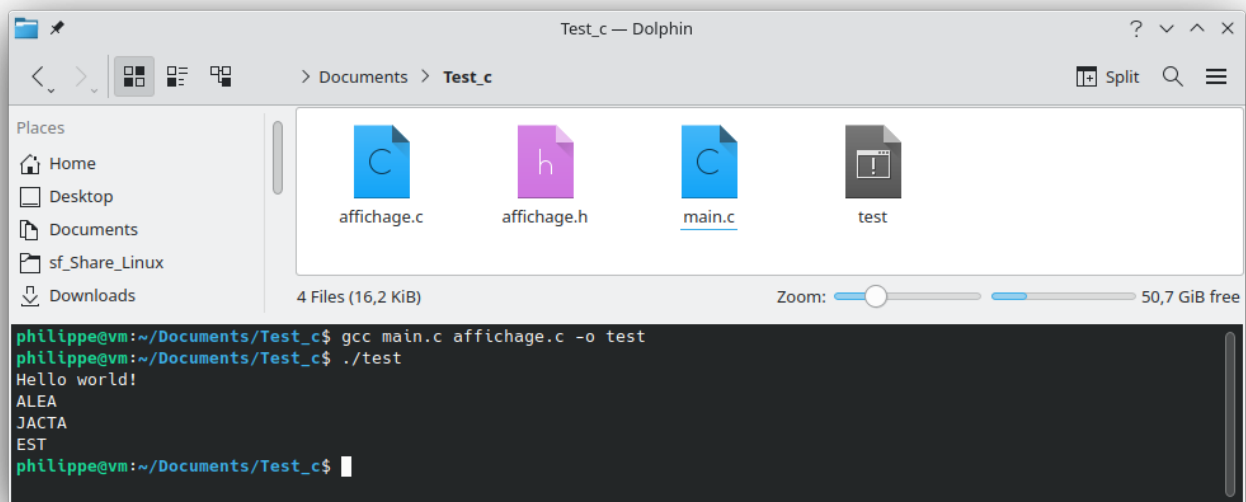 Test_c — Dolphin
Documents > Test_c
Split
Places
Home
Desktop
Documents
sf_Share_Linux
Downloads
affichage.c
affichage.h
main.c
test
4 Files (16,2 KiB)
Zoom:
50,7 GiB free
philippe@vm:~/Documents/Test_c$ gcc main.c affichage.c -o test
philippe@vm:~/Documents/Test_c$ ./test
Hello world!
ALEA
JACTA
EST
philippe@vm:~/Documents/Test_c$